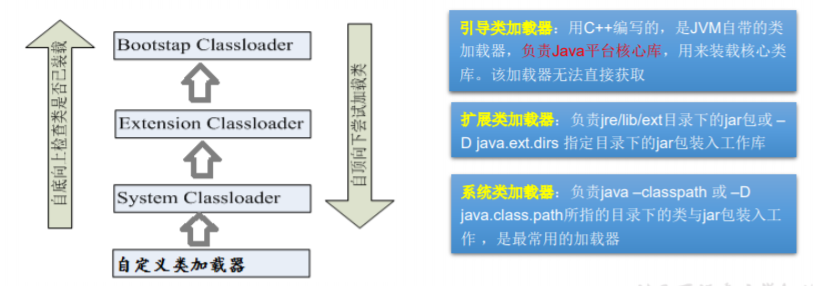 自底向上检查类是否已装载
Bootstap Classloader
Extension Classloader
System Classloader
自定义类加载器
自顶向下尝试加载类
引导类加载器：用C++编写的，是JVM自带的类
加载器，负责Java平台核心库，用来装载核心类
库。该加载器无法直接获取
扩展类加载器：负责jre/lib/ext目录下的jar包或 –
D java.ext.dirs 指定目录下的jar包装入工作库
系统类加载器：负责java –classpath 或 –D
java.class.path所指的目录下的类与jar包装入工
作 ，是最常用的加载器